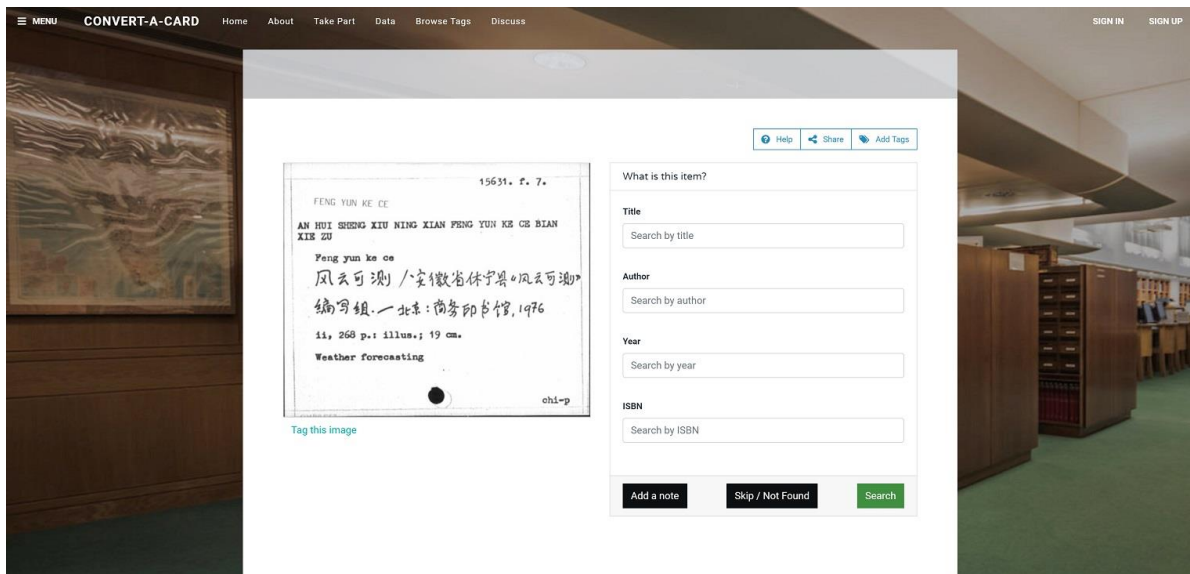 MENU CONVERT-A-CARD Home About Take Part Data Browse Tags Discuss SIGN IN SIGN UP
Help Share Add Tags
15631. f. 7.
FENG YUN KE CE
AN HUI SHENG XIU NING XIAN FENG YUN KE CE BIAN
XIE ZU
Feng yun ke ce
风云可测 / 安徽省休宁县《风云可测》
编写组. — 北京: 商务印书馆, 1976
ii, 268 p.: illus.; 19 cm.
Weather forecasting
chi-p
Tag this image
What is this item?
Title
Search by title
Author
Search by author
Year
Search by year
ISBN
Search by ISBN
Add a note Skip / Not Found Search